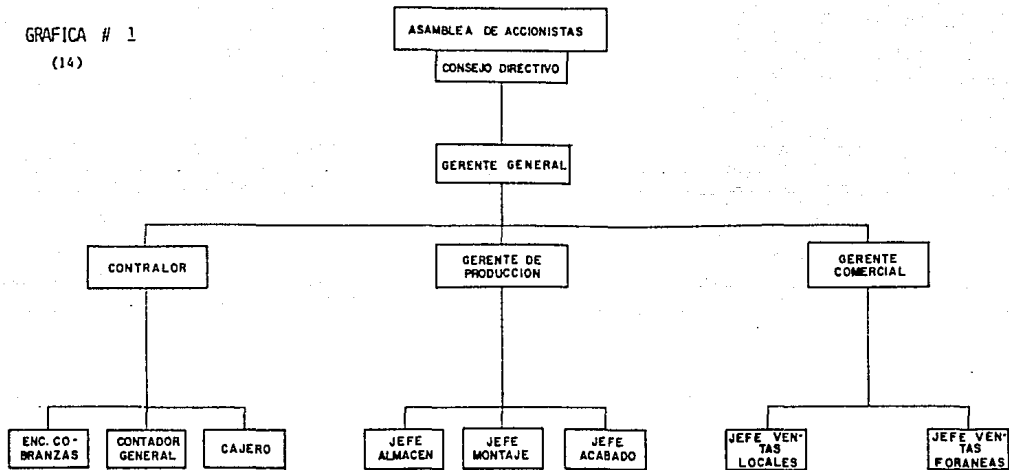 GRAFICA # 1
(14)
ASAMBLEA DE ACCIONISTAS
CONSEJO DIRECTIVO
GERENTE GENERAL
CONTRALOR
GERENTE DE
PRODUCCION
GERENTE
COMERCIAL
ENC. CO-
BRANZAS
CONTADOR
GENERAL
CAJERO
JEFE
ALMACEN
JEFE
MONTAJE
JEFE
ACABADO
JEFE VEN-
TAS
LOCALES
JEFE VEN-
TAS
FORANEAS